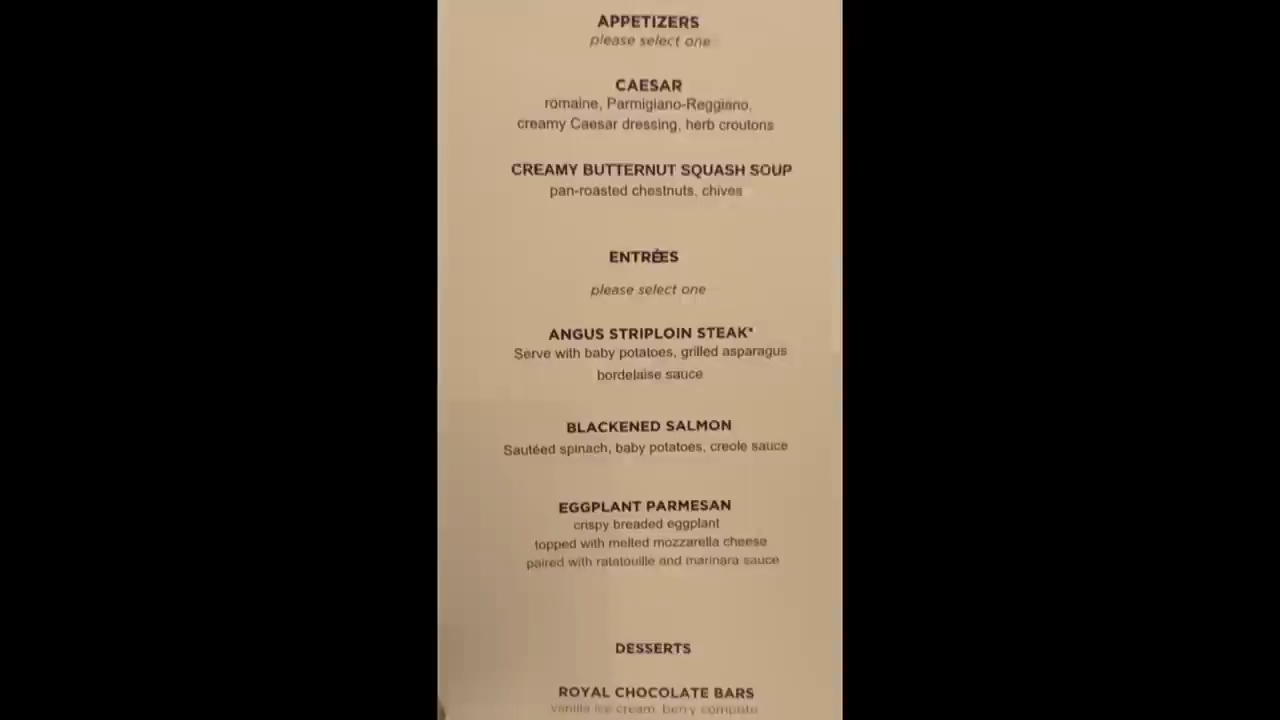 APPETIZERS
please select one
CAESAR
romaine, Parmigiano-Reggiano,
creamy Caesar dressing, herb croutons
CREAMY BUTTERNUT SQUASH SOUP
pan-roasted chestnuts, chives
ENTRÉES
please select one
ANGUS STRIPLOIN STEAK*
Serve with baby potatoes, grilled asparagus
bordelaise sauce
BLACKENED SALMON
Sautéed spinach, baby potatoes, creole sauce
EGGPLANT PARMESAN
crispy breaded eggplant
topped with melted mozzarella cheese
paired with ratatouille and marinara sauce
DESSERTS
ROYAL CHOCOLATE BARS
vanilla ice cream, berry compote